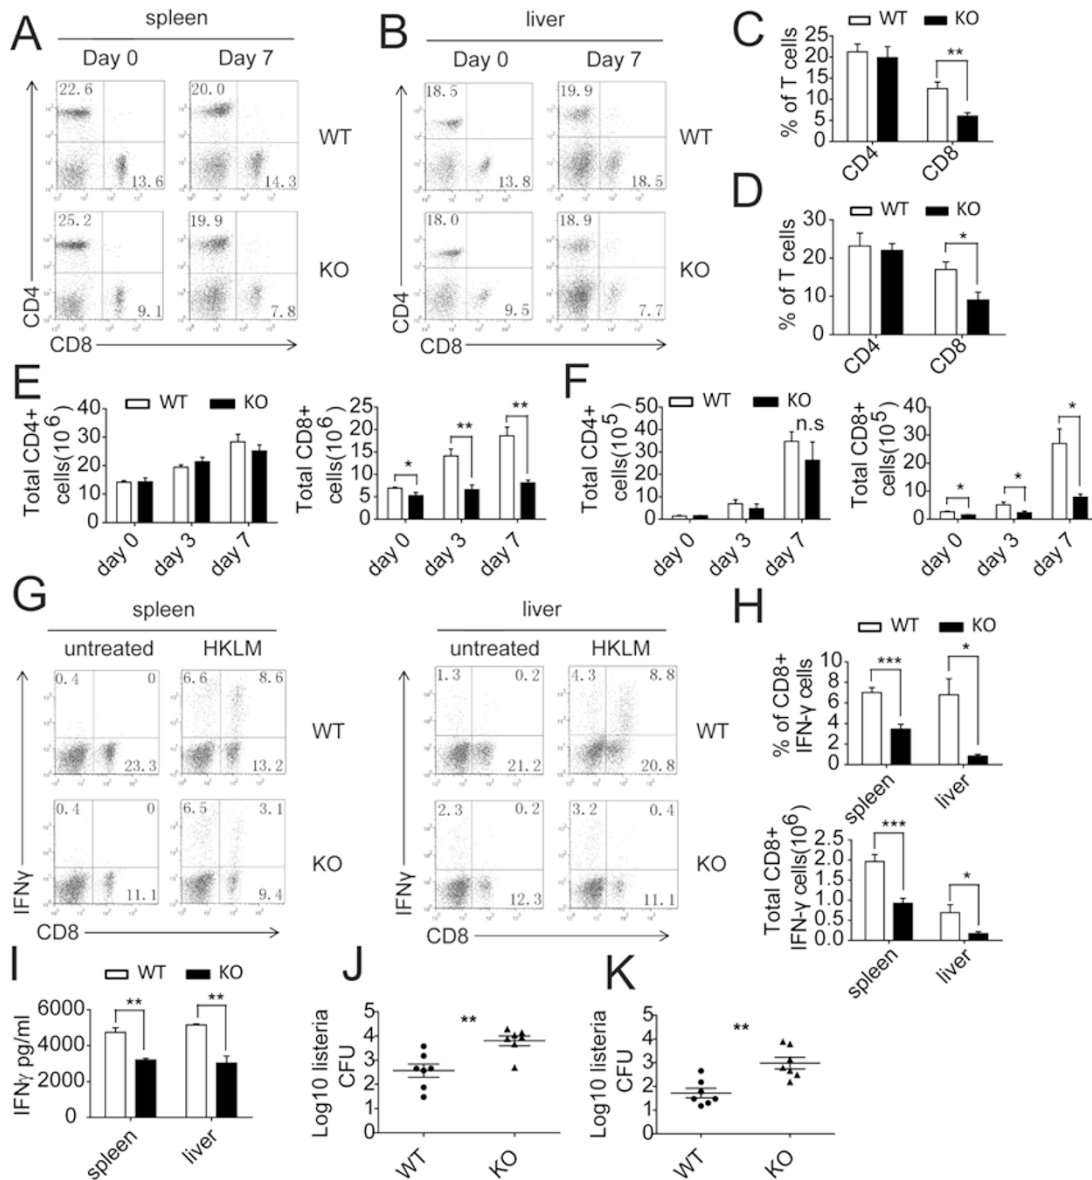 A
spleen
Day 0
Day 7
22.6
20.0
13.6
14.3
WT
25.2
19.9
9.1
7.8
KO
CD4
CD8
B
liver
Day 0
Day 7
18.5
19.9
13.8
18.5
WT
18.0
18.9
9.5
7.7
KO
CD4
CD8
C
WT
KO
% of T cells
25
20
15
10
5
0
**
CD4
CD8
D
WT
KO
% of T cells
30
20
10
0
*
CD4
CD8
E
WT
KO
Total CD4+
cells(10^6)
40
30
20
10
0
day 0
day 3
day 7
Total CD8+
cells(10^6)
25
20
15
10
5
0
*
**
**
day 0
day 3
day 7
F
WT
KO
Total CD4+
cells(10^5)
50
40
30
20
10
0
n.s
day 0
day 3
day 7
Total CD8+
cells(10^5)
40
30
20
10
0
*
*
*
day 0
day 3
day 7
G
spleen
untreated
HKLM
0.4
0
6.6
8.6
23.3
13.2
WT
0.4
0
6.5
3.1
11.1
9.4
KO
IFNγ
CD8
liver
untreated
HKLM
1.3
0.2
4.3
8.8
21.2
20.8
WT
2.3
0.2
3.2
0.4
12.3
11.1
KO
IFNγ
CD8
H
WT
KO
% of CD8+
IFN-γ cells
10
8
6
4
2
0
***
*
spleen
liver
Total CD8+
IFN-γ cells(10^6)
2.5
2.0
1.5
1.0
0.5
0.0
***
*
spleen
liver
I
WT
KO
IFNγ pg/ml
6000
4000
2000
0
**
**
spleen
liver
J
Log10 listeria
CFU
5
4
3
2
1
0
**
WT
KO
K
Log10 listeria
CFU
5
4
3
2
1
0
**
WT
KO